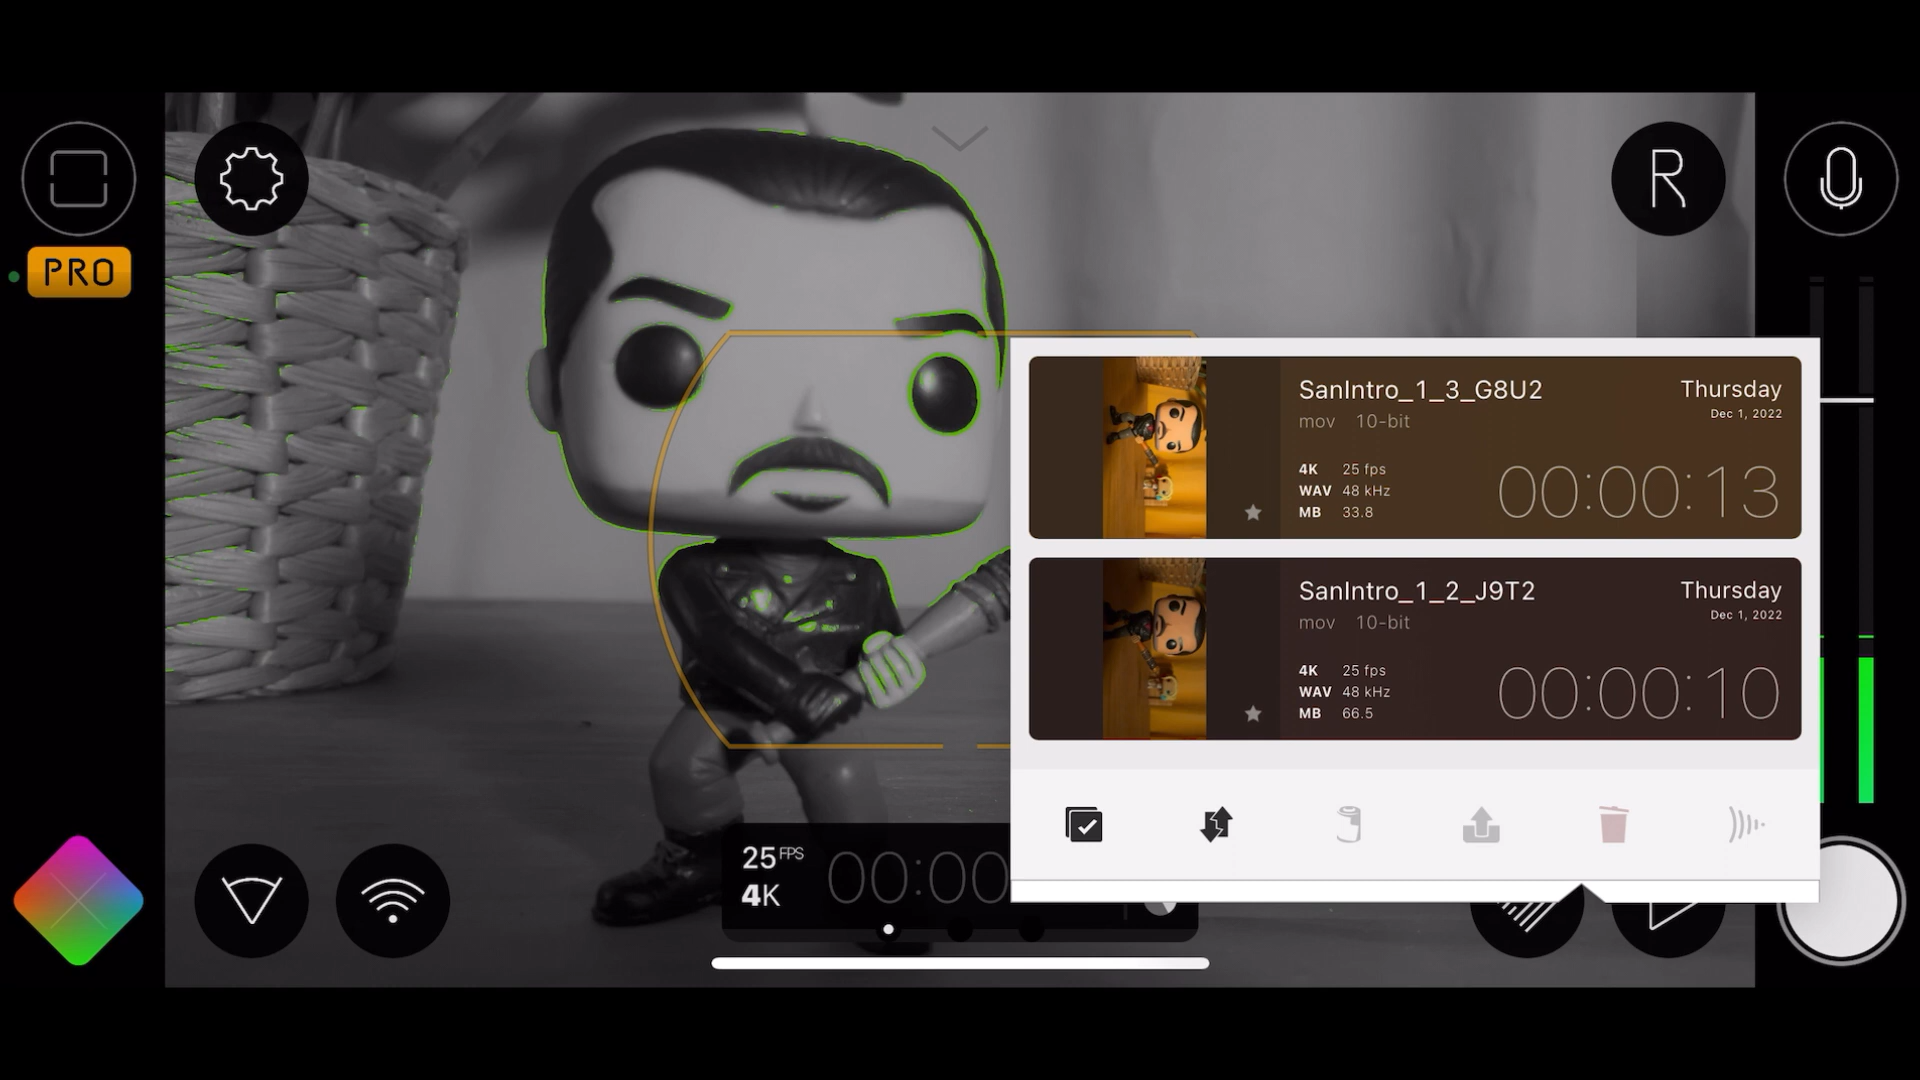 PRO
R
SanIntro_1_3_G8U2
Thursday
mov 10-bit
Dec 1, 2022
4K 25 fps
WAV 48 kHz
MB 33.8
00:00:13
SanIntro_1_2_J9T2
Thursday
mov 10-bit
Dec 1, 2022
4K 25 fps
WAV 48 kHz
MB 66.5
00:00:10
25 FPS
4K
00:00